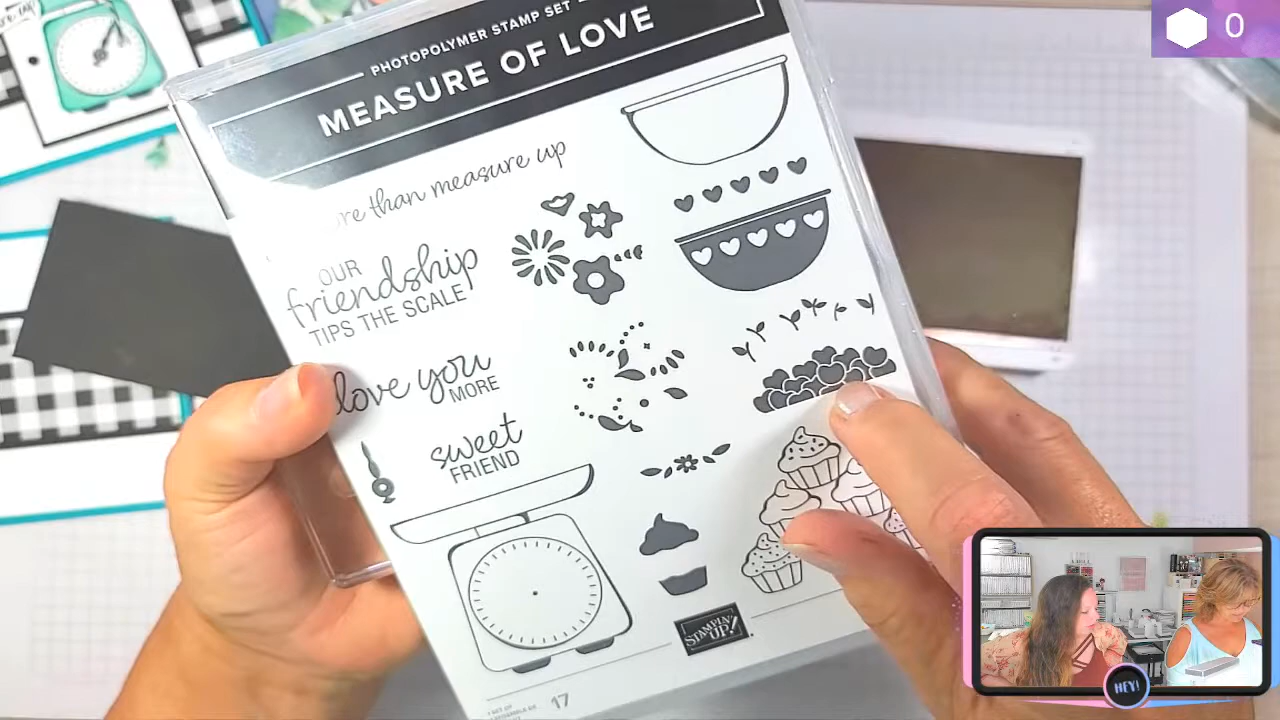 PHOTOPOLYMER STAMP SET
MEASURE OF LOVE
than measure up
OUR
friendship
TIPS THE SCALE
love you
MORE
sweet
FRIEND
STAMPIN' UP!
17
0
HEY!